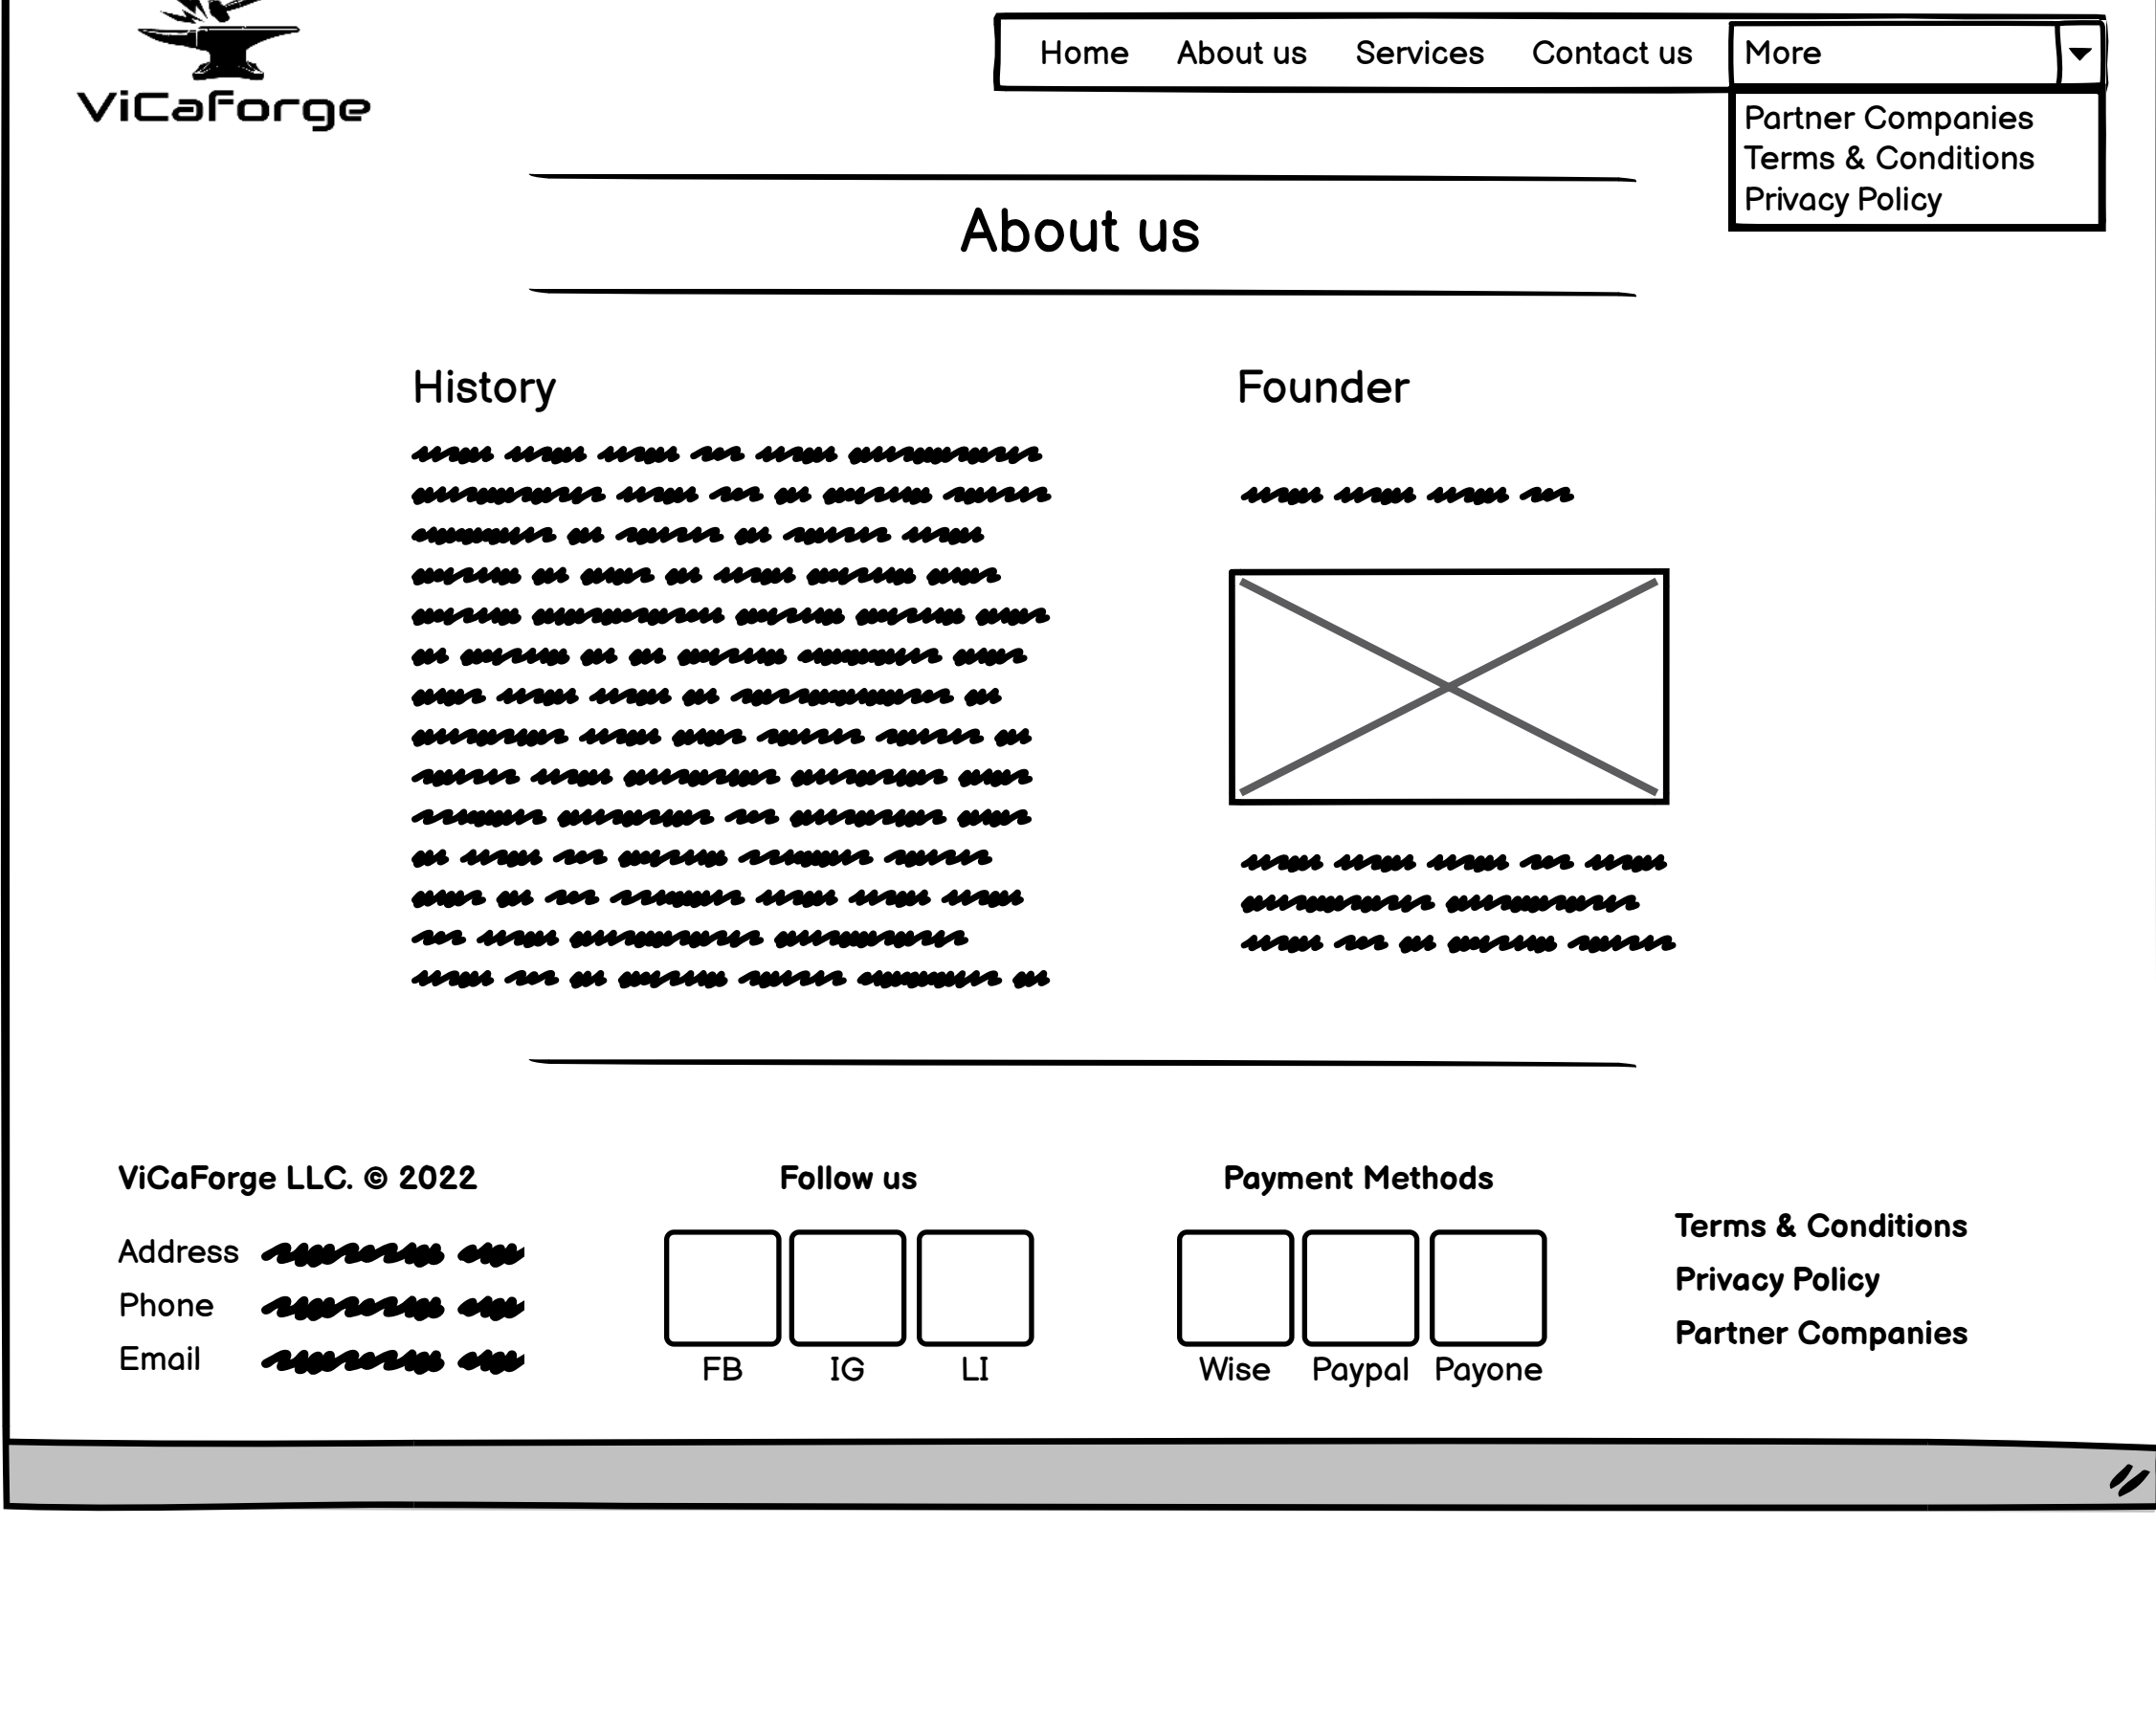 ViCaForge
Home About us Services Contact us More
Partner Companies
Terms & Conditions
Privacy Policy
About us
History
Founder
ViCaForge LLC. © 2022
Address
Phone
Email
Follow us
FB IG LI
Payment Methods
Wise Paypal Payone
Terms & Conditions
Privacy Policy
Partner Companies